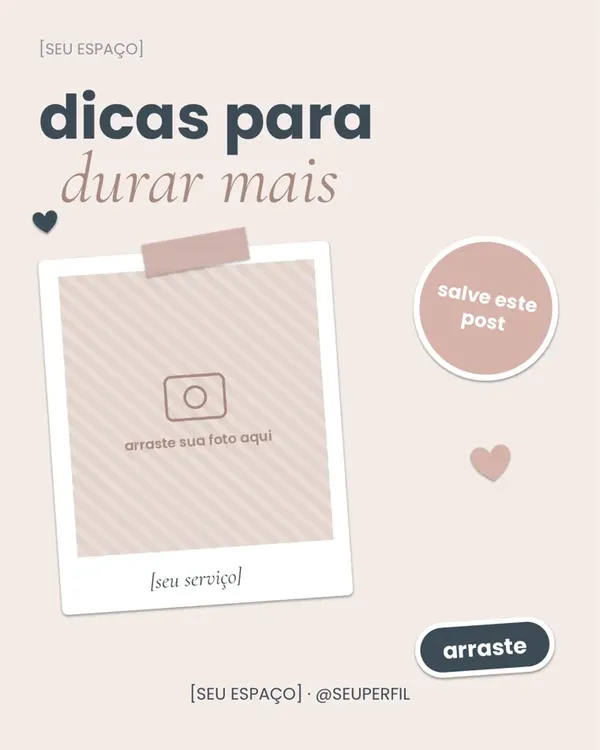 [SEU ESPAÇO]
dicas para
durar mais
salve este
post
arraste sua foto aqui
[seu serviço]
arraste
[SEU ESPAÇO] · @SEUPERFIL